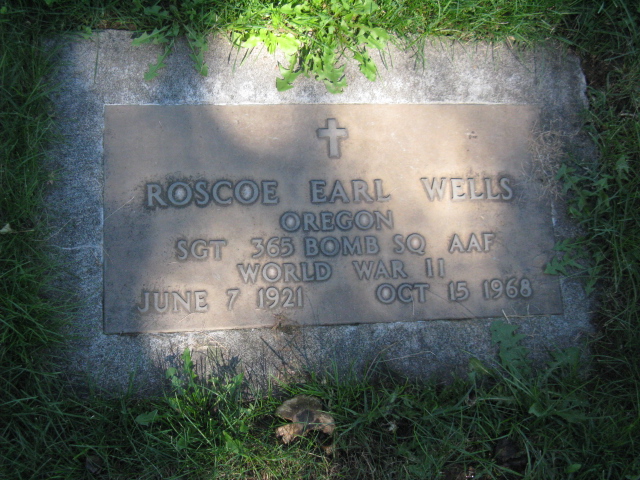 ROSCOE EARL WELLS
OREGON
SGT 365 BOMB SQ AAF
WORLD WAR II
JUNE 7 1921 OCT 15 1968